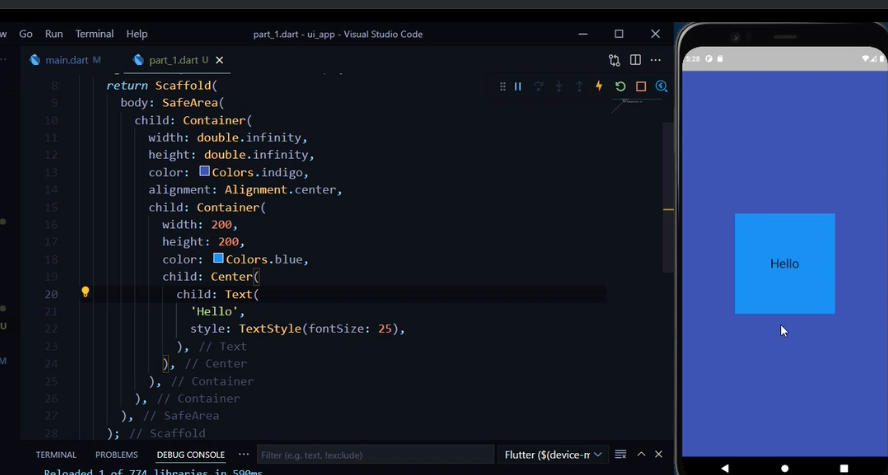 w Go Run Terminal Help part_1.dart - ui_app - Visual Studio Code
main.dart M part_1.dart U
8 return Scaffold(
9 body: SafeArea(
10 child: Container(
11 width: double.infinity,
12 height: double.infinity,
13 color: Colors.indigo,
14 alignment: Alignment.center,
15 child: Container(
16 width: 200,
17 height: 200,
18 color: Colors.blue,
19 child: Center(
20 child: Text(
21 'Hello',
22 style: TextStyle(fontSize: 25),
23 ), // Text
24 ), // Center
25 ), // Container
26 ), // Container
27 ), // SafeArea
28 ); // Scaffold
U
M
TERMINAL PROBLEMS DEBUG CONSOLE Filter (e.g. text, !exclude) Flutter ($(device-m
Reloaded 1 of 774 libraries in 590ms
5:28
Hello